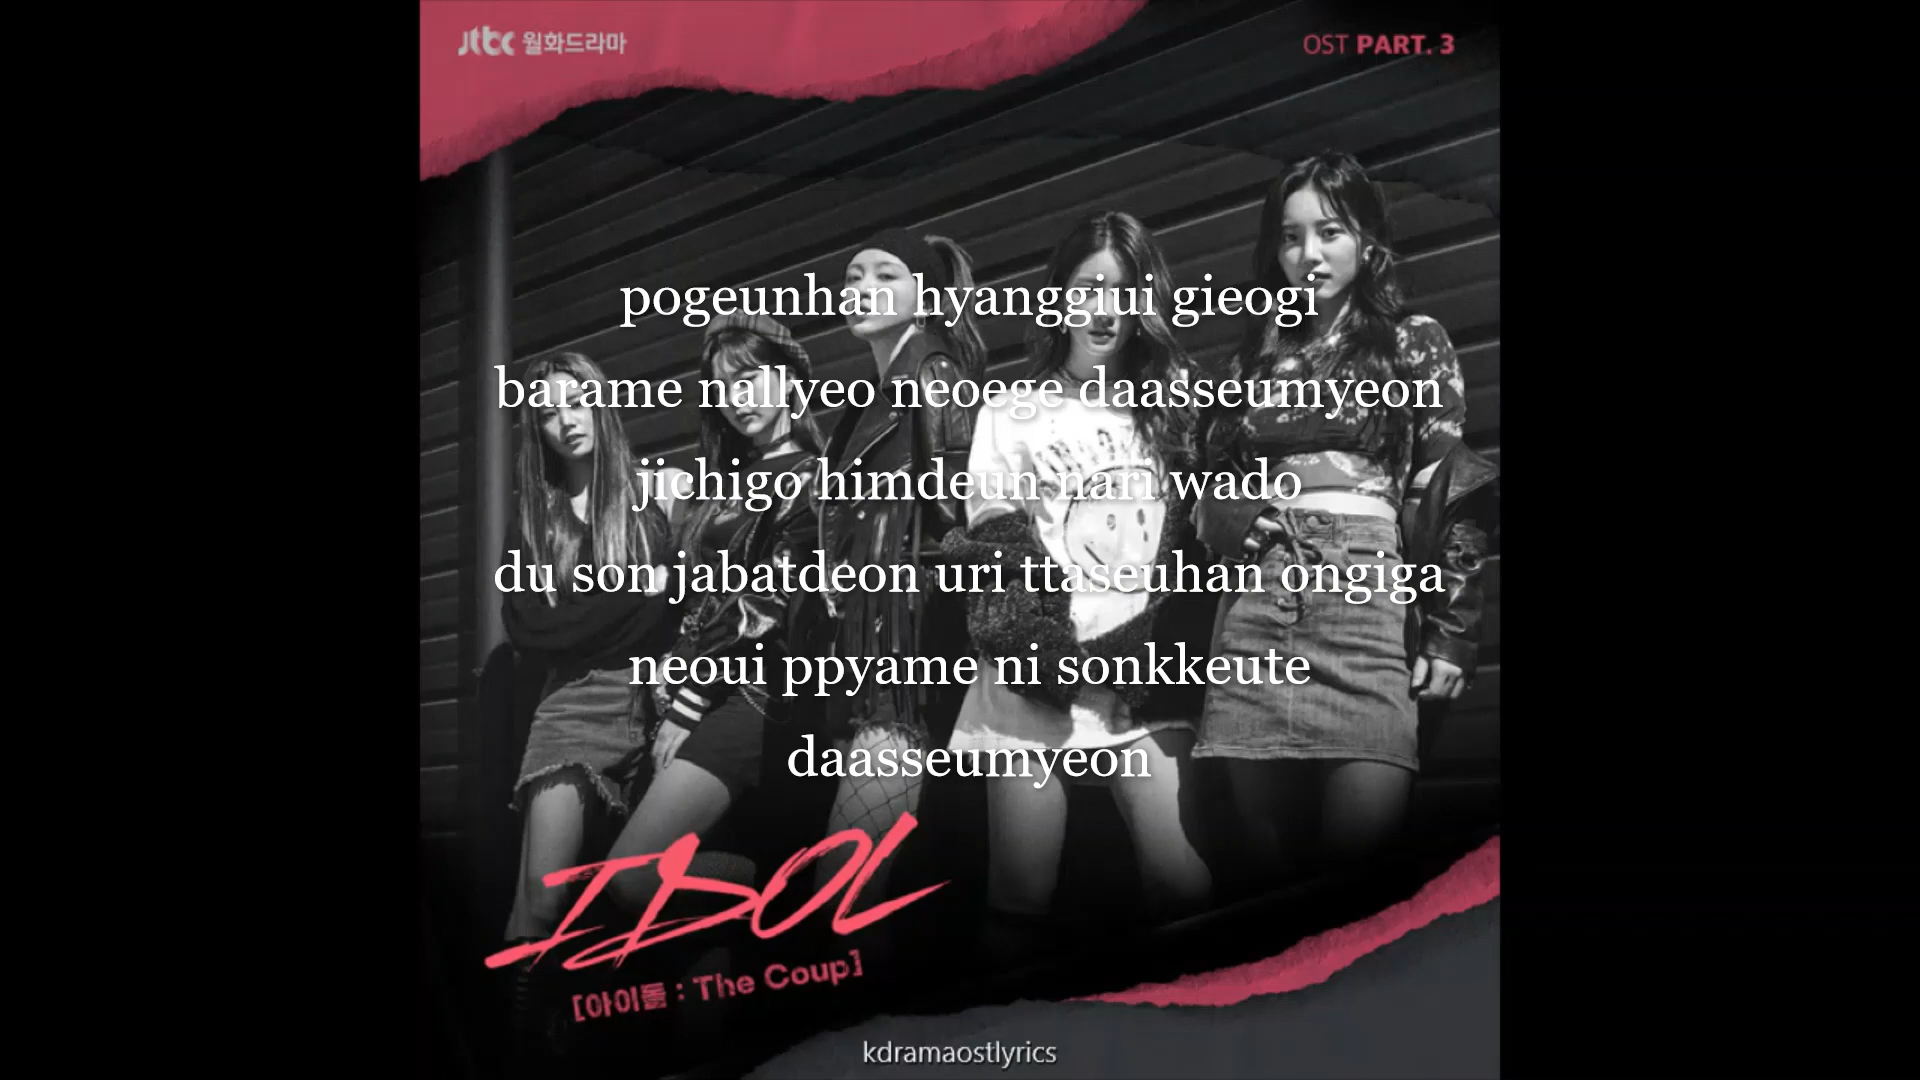 jtbc 월화드라마
OST PART. 3
pogeunhan hyanggiui gieogi
barame nallyeo neoege daasseumyeon
jichigo himdeun nari wado
du son jabatdeon uri ttaseuhan ongiga
neoui ppyame ni sonkkeute
daasseumyeon
IDOL
[아이돌 : The Coup]
kdramaostlyrics